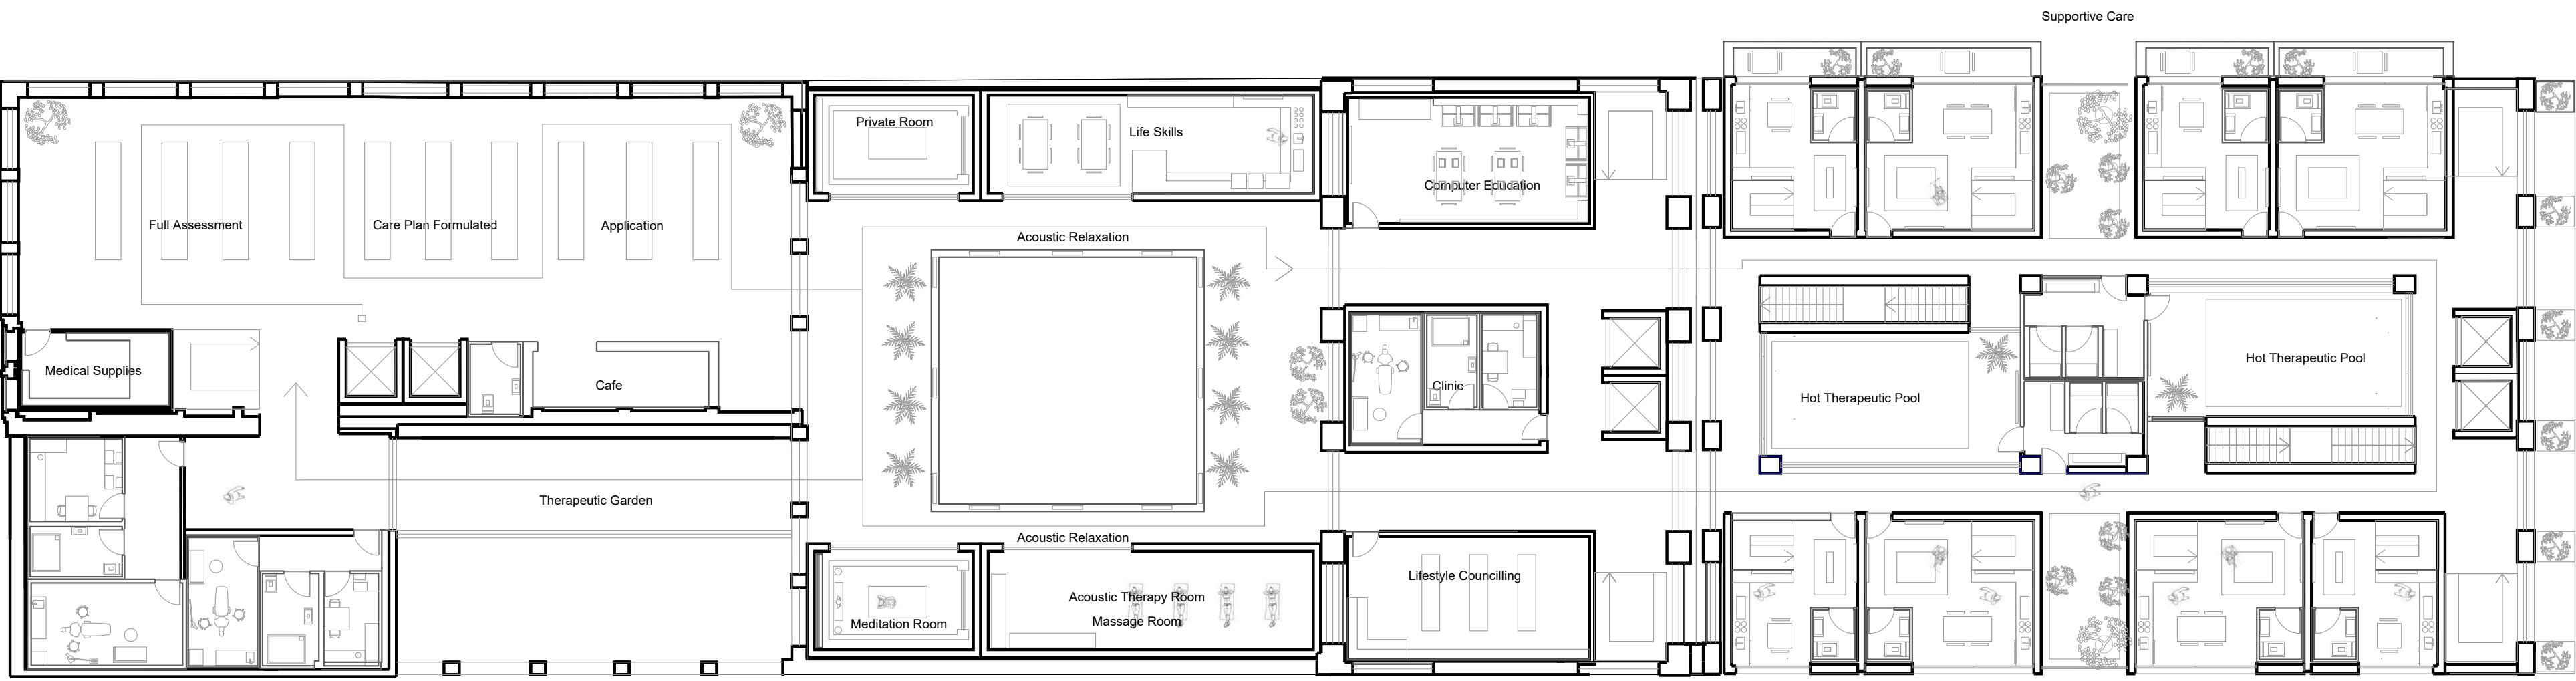 Supportive Care
Private Room
Life Skills
Computer Education
Full Assessment
Care Plan Formulated
Application
Acoustic Relaxation
Medical Supplies
Cafe
Clinic
Hot Therapeutic Pool
Hot Therapeutic Pool
Therapeutic Garden
Acoustic Relaxation
Lifestyle Councilling
Acoustic Therapy Room
Massage Room
Meditation Room